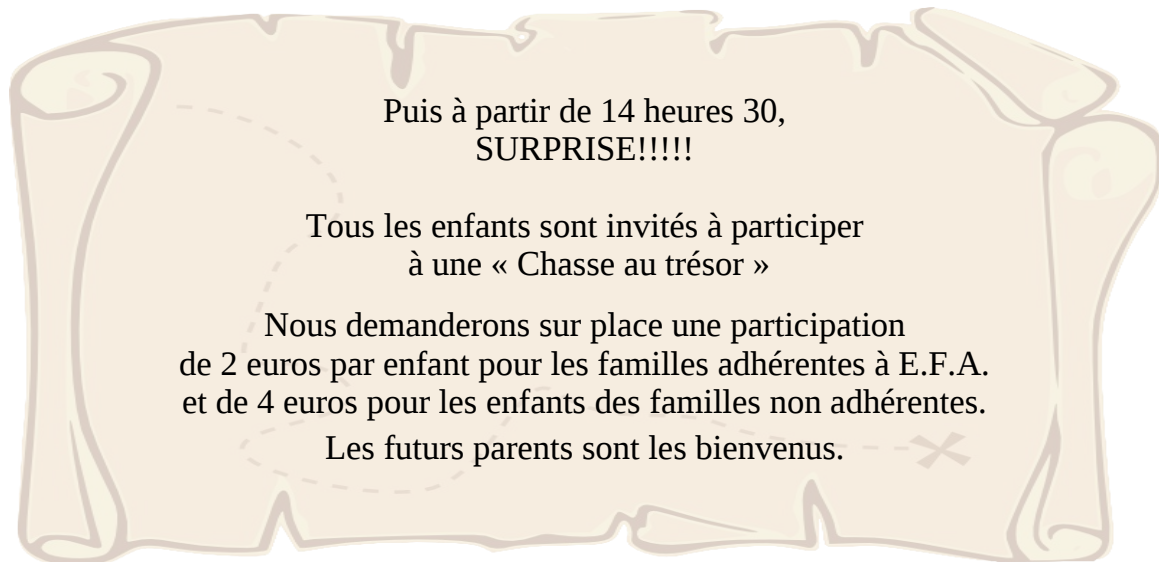 Puis à partir de 14 heures 30,
SURPRISE!!!!!
Tous les enfants sont invités à participer
à une « Chasse au trésor »
Nous demanderons sur place une participation
de 2 euros par enfant pour les familles adhérentes à E.F.A.
et de 4 euros pour les enfants des familles non adhérentes.
Les futurs parents sont les bienvenus.